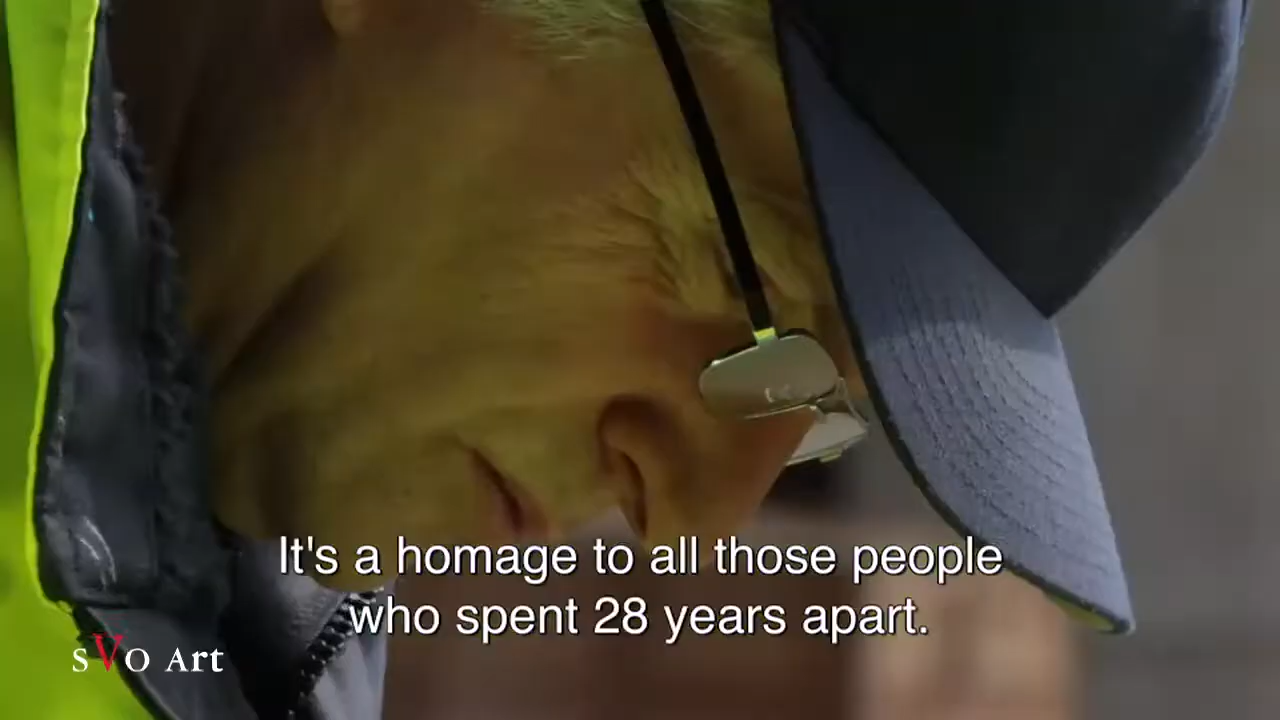 It's a homage to all those people
who spent 28 years apart.
sVo Art